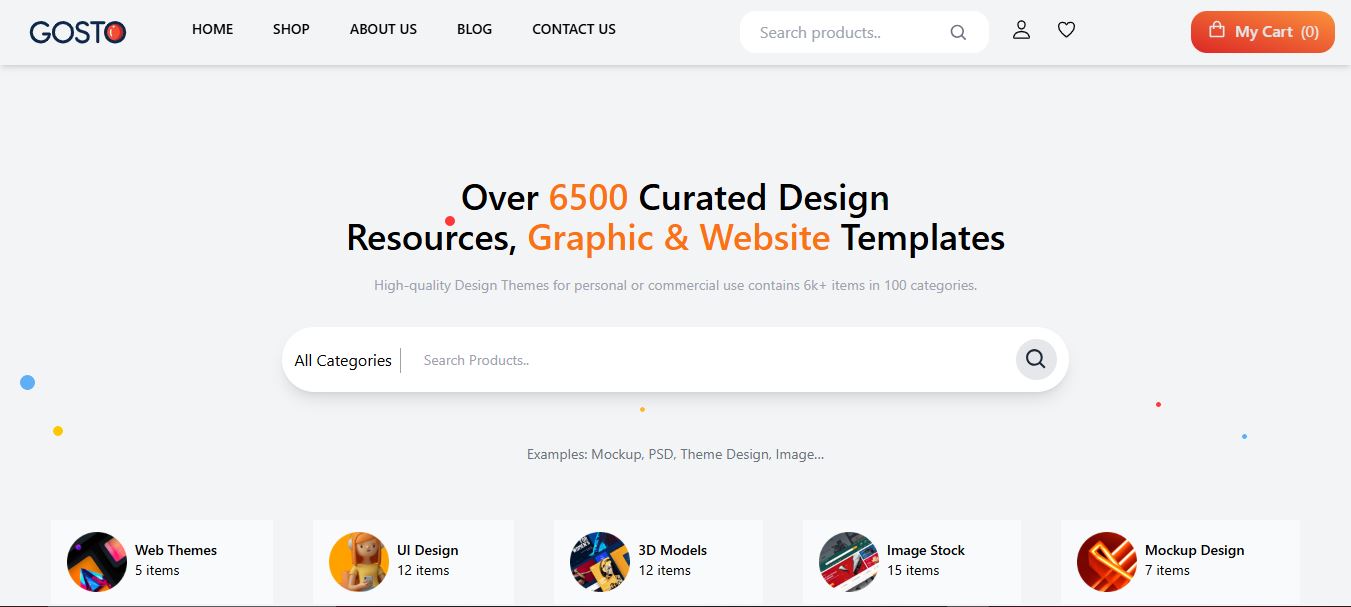 GOSTO
HOME SHOP ABOUT US BLOG CONTACT US
Search products..
My Cart (0)
Over 6500 Curated Design
Resources, Graphic & Website Templates
High-quality Design Themes for personal or commercial use contains 6k+ items in 100 categories.
All Categories
Search Products..
Examples: Mockup, PSD, Theme Design, Image...
Web Themes
5 items
UI Design
12 items
3D Models
12 items
Image Stock
15 items
Mockup Design
7 items